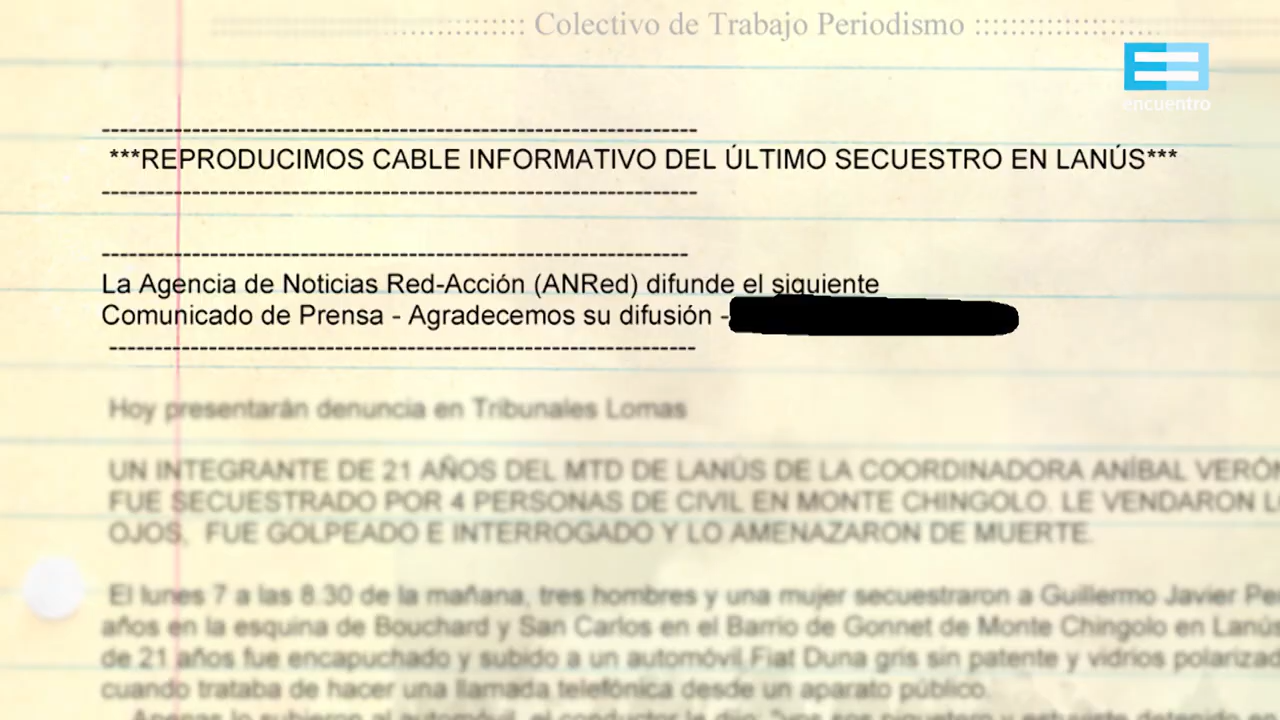 :::::::::::: Colectivo de Trabajo Periodismo ::::::::::::
encuentro
------------------------------------------------------------------
***REPRODUCIMOS CABLE INFORMATIVO DEL ÚLTIMO SECUESTRO EN LANÚS***
------------------------------------------------------------------
-----------------------------------------------------------------
La Agencia de Noticias Red-Acción (ANRed) difunde el siguiente
Comunicado de Prensa - Agradecemos su difusión -
------------------------------------------------------------------
Hoy presentarán denuncia en Tribunales Lomas
UN INTEGRANTE DE 21 AÑOS DEL MTD DE LANÚS DE LA COORDINADORA ANÍBAL VERÓ
FUE SECUESTRADO POR 4 PERSONAS DE CIVIL EN MONTE CHINGOLO. LE VENDARON
OJOS, FUE GOLPEADO E INTERROGADO Y LO AMENAZARON DE MUERTE.
El lunes 7 a las 8.30 de la mañana, tres hombres y una mujer secuestraron a Guillermo Javier
años en la esquina de Bouchard y San Carlos en el Barrio de Gonnet de Monte Chingolo en Lanús
de 21 años fue encapuchado y subido a un automóvil Fiat Duna gris sin patente y vidrios polarizad
cuando trataba de hacer una llamada telefónica desde un aparato público.